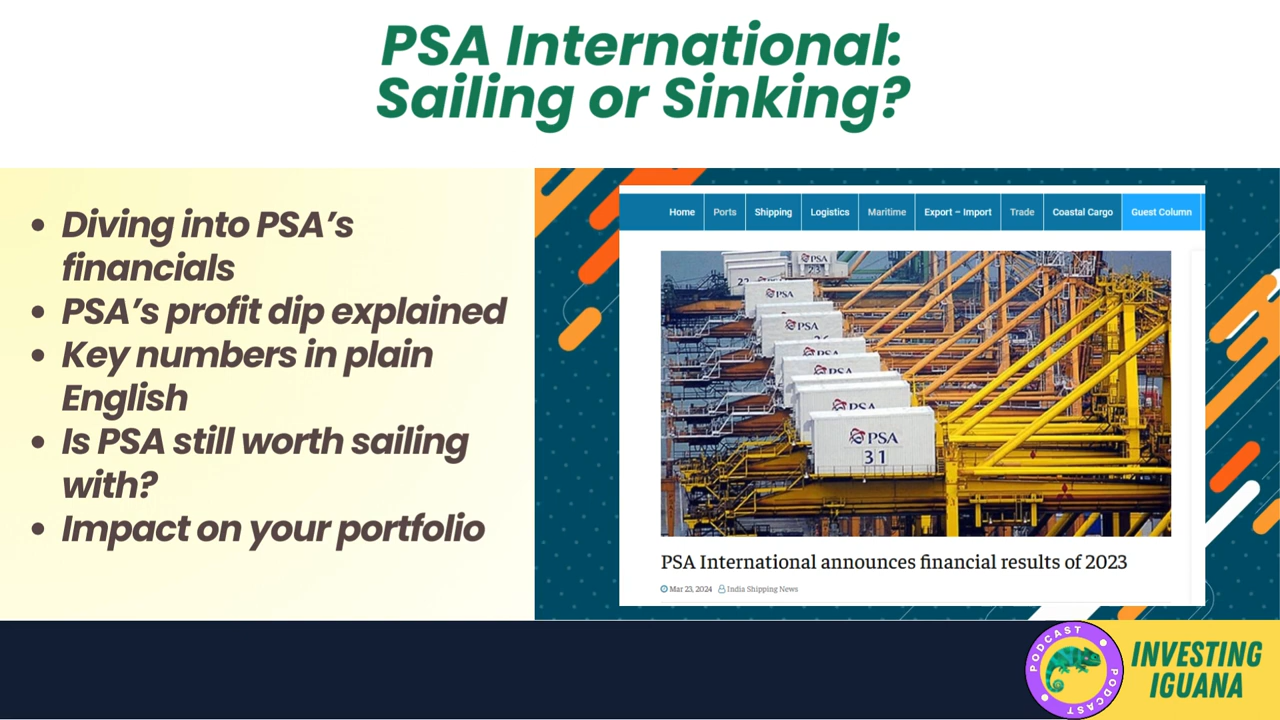 PSA International:
Sailing or Sinking?
• Diving into PSA's
financials
• PSA's profit dip explained
• Key numbers in plain
English
• Is PSA still worth sailing
with?
• Impact on your portfolio
Home Ports Shipping Logistics Maritime Export – Import Trade Coastal Cargo Guest Column
PSA
PSA
PSA
PSA
PSA
PSA
31
PSA International announces financial results of 2023
Mar 23, 2024 India Shipping News
PODCAST
PODCAST
INVESTING
IGUANA